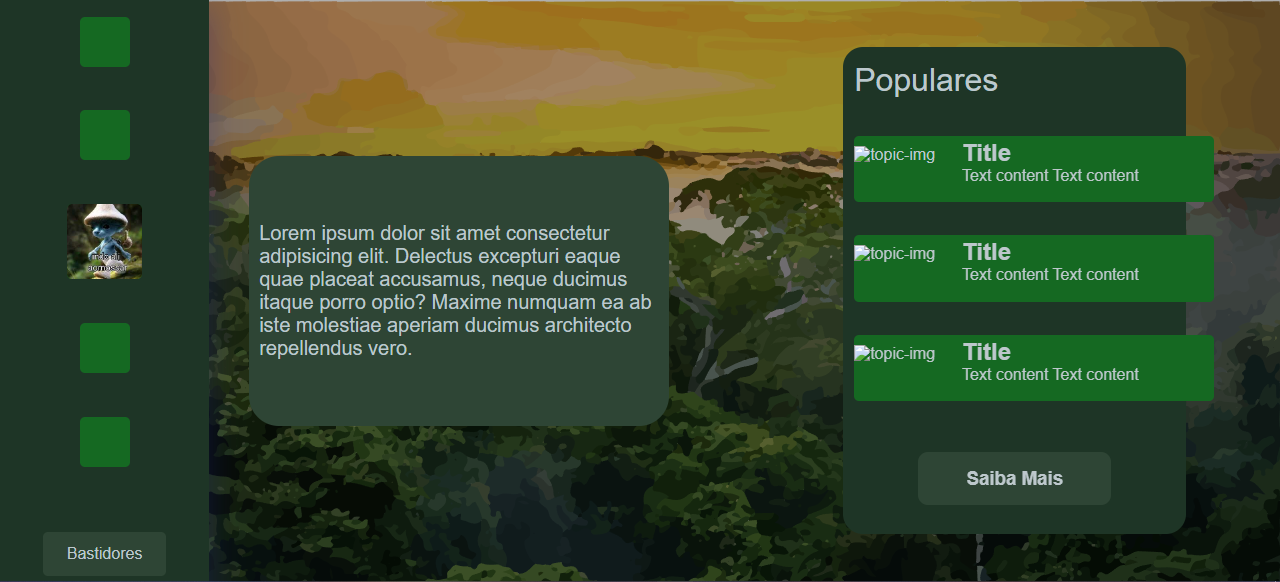 Bastidores
Lorem ipsum dolor sit amet consectetur
adipisicing elit. Delectus excepturi eaque
quae placeat accusamus, neque ducimus
itaque porro optio? Maxime numquam ea ab
iste molestiae aperiam ducimus architecto
repellendus vero.
Populares
topic-img
Title
Text content Text content
topic-img
Title
Text content Text content
topic-img
Title
Text content Text content
Saiba Mais